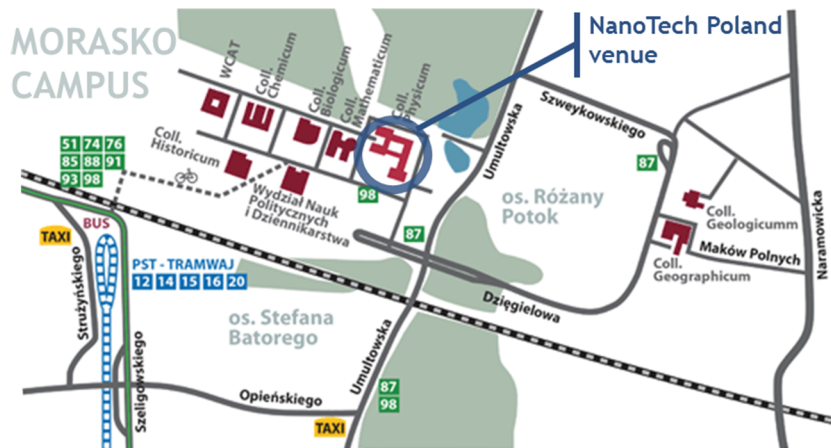 MORASKO
CAMPUS
NanoTech Poland
venue
WCAT
Coll.
Chemicum
Coll.
Biologicum
Coll.
Mathematicum
Coll.
Physicum
Coll.
Historicum
Wydział Nauk
Politycznych
i Dziennikarstwa
98
87
51 74 76
85 88 91
93 98
BUS
TAXI
PST - TRAMWAJ
12 14 15 16 20
Strużyńskiego
Szeligowskiego
os. Stefana
Batorego
Opieńskiego
TAXI
Umultowska
87
98
Umultowska
os. Różany
Potok
Szweykowskiego
87
Coll.
Geologicumm
Coll.
Geographicum
Maków Polnych
Naramowicka
Dzięgielowa